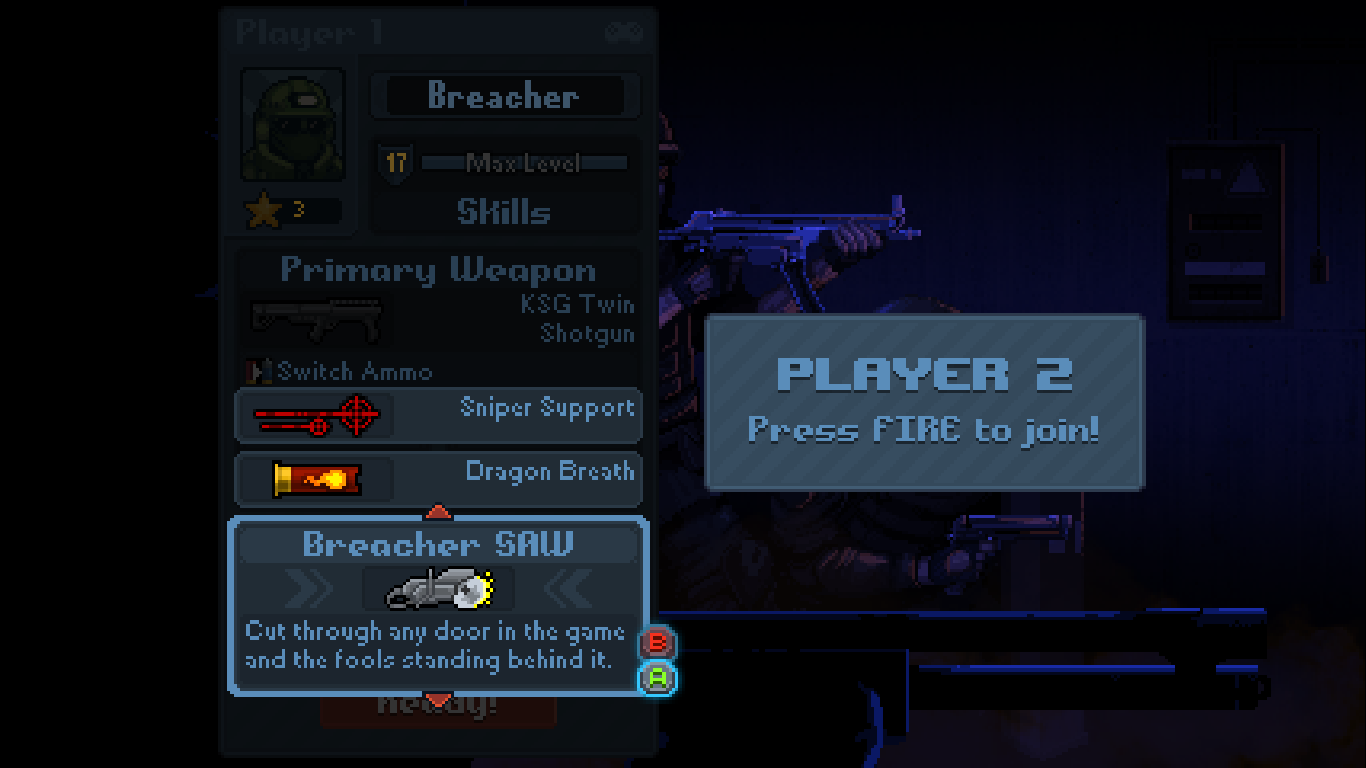 Player 1
Breacher
17
Max Level
3
Skills
Primary Weapon
KSG Twin
Shotgun
Switch Ammo
Sniper Support
Dragon Breath
Breacher SAW
Cut through any door in the game
and the fools standing behind it.
B
A
Ready!
PLAYER 2
Press FIRE to join!